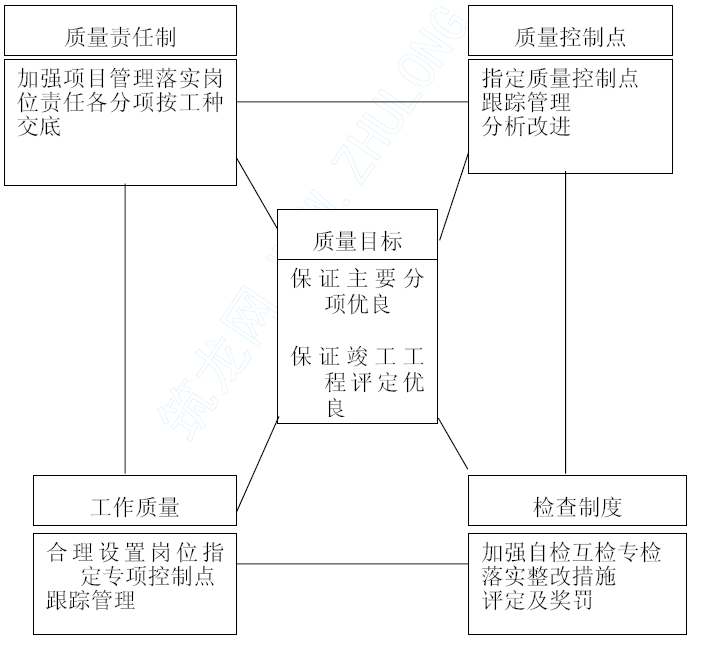 质量责任制
加强项目管理落实岗
位责任各分项按工种
交底
质量控制点
指定质量控制点
跟踪管理
分析改进
质量目标
保证主要分
项优良
保证竣工工
程评定优
良
工作质量
合理设置岗位指
定专项控制点
跟踪管理
检查制度
加强自检互检专检
落实整改措施
评定及奖罚
筑龙网 WWW.ZHULONG